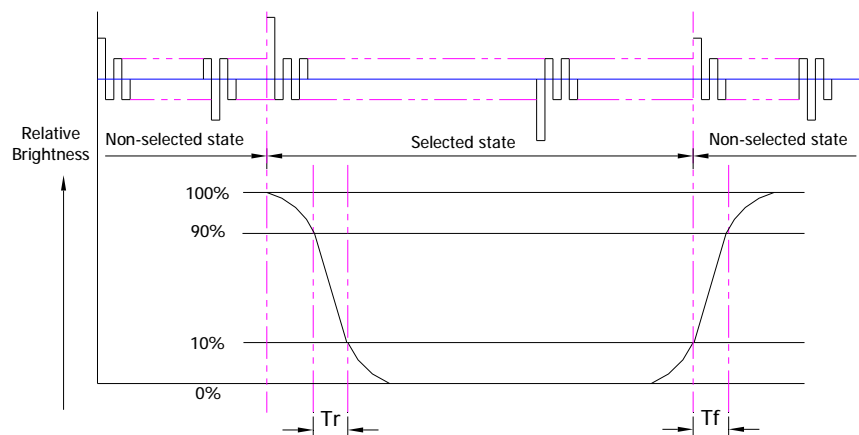 Relative
Brightness
Non-selected state
Selected state
Non-selected state
100%
90%
10%
0%
Tr
Tf